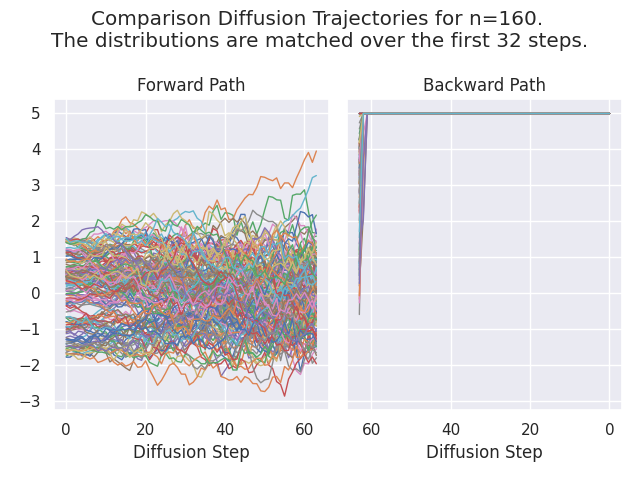 Comparison Diffusion Trajectories for n=160.
The distributions are matched over the first 32 steps.
Forward Path
Backward Path
5
4
3
2
1
0
−1
−2
−3
0 20 40 60
60 40 20 0
Diffusion Step
Diffusion Step